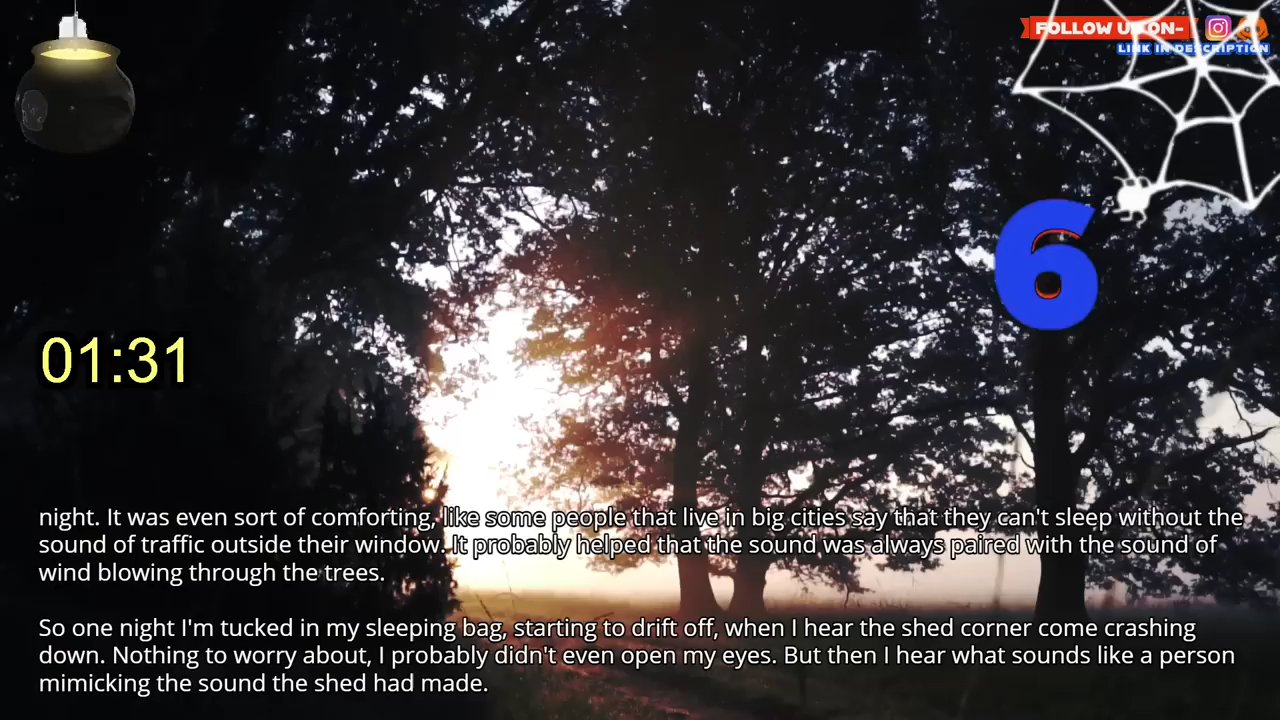 FOLLOW US ON-
LINK IN DESCRIPTION
6
01:31
night. It was even sort of comforting, like some people that live in big cities say that they can't sleep without the
sound of traffic outside their window. It probably helped that the sound was always paired with the sound of
wind blowing through the trees.
So one night I'm tucked in my sleeping bag, starting to drift off, when I hear the shed corner come crashing
down. Nothing to worry about, I probably didn't even open my eyes. But then I hear what sounds like a person
mimicking the sound the shed had made.